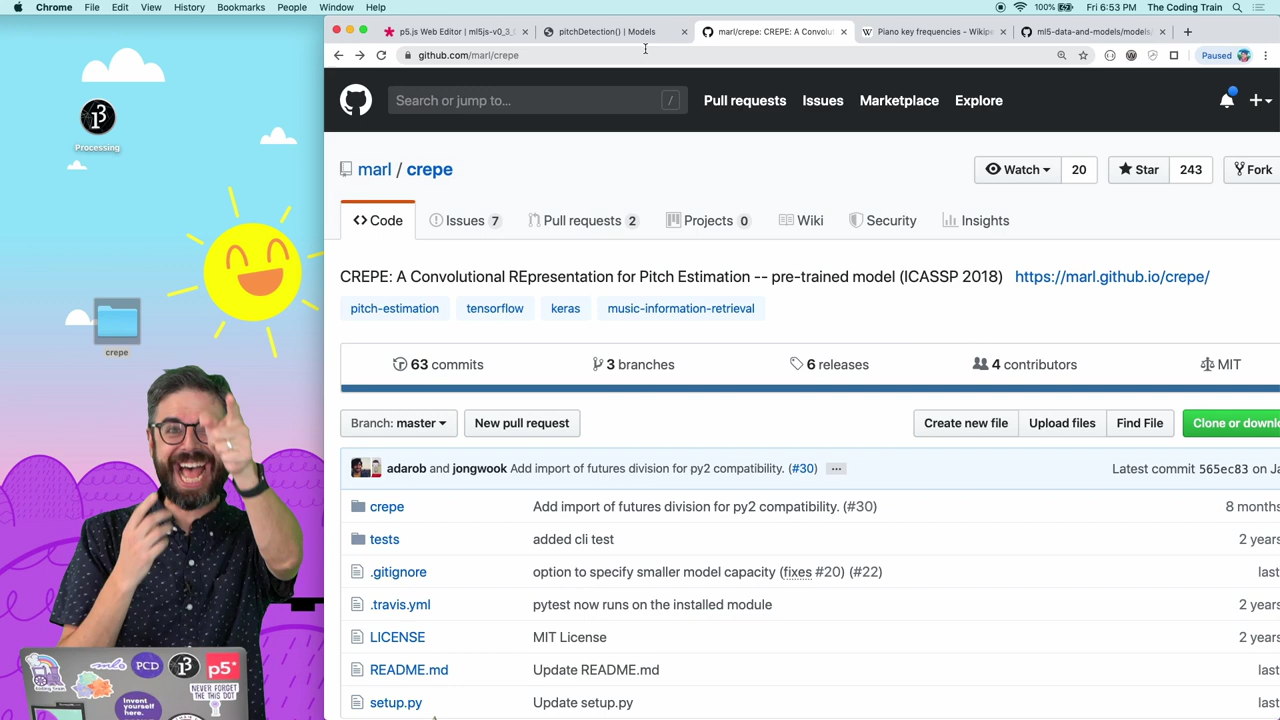 Chrome File Edit View History Bookmarks People Window Help 100% Fri 6:53 PM The Coding Train
p5.js Web Editor | ml5js-v0_3_ pitchDetection() | Models marl/crepe: CREPE: A Convolut Piano key frequencies - Wikipe ml5-data-and-models/models/
github.com/marl/crepe Paused
Search or jump to... / Pull requests Issues Marketplace Explore
Processing
marl / crepe Watch 20 Star 243 Fork
Code Issues 7 Pull requests 2 Projects 0 Wiki Security Insights
CREPE: A Convolutional REpresentation for Pitch Estimation -- pre-trained model (ICASSP 2018) https://marl.github.io/crepe/
pitch-estimation tensorflow keras music-information-retrieval
crepe
63 commits 3 branches 6 releases 4 contributors MIT
Branch: master New pull request Create new file Upload files Find File Clone or downlo
adarob and jongwook Add import of futures division for py2 compatibility. (#30) ... Latest commit 565ec83 on Ja
crepe Add import of futures division for py2 compatibility. (#30) 8 months
tests added cli test 2 years
.gitignore option to specify smaller model capacity (fixes #20) (#22) last
.travis.yml pytest now runs on the installed module 2 years
LICENSE MIT License 2 years
README.md Update README.md last
setup.py Update setup.py last
Coding Train ml5 PCD p5*
NEVER FORGET THE THIS DOT
Invent yourself here.